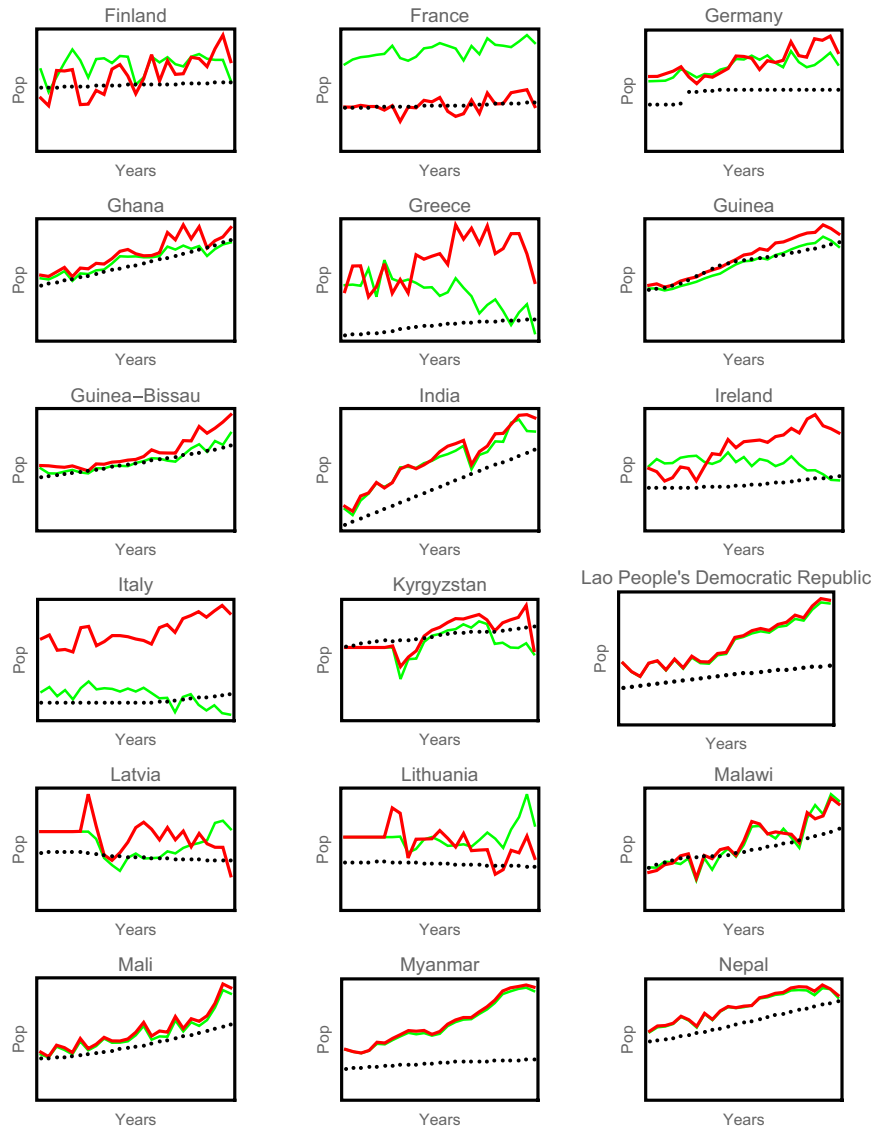 Finland France Germany
Pop
Years Years Years
Ghana Greece Guinea
Pop Pop Pop
Years Years Years
Guinea−Bissau India Ireland
Pop Pop Pop
Years Years Years
Italy Kyrgyzstan Lao People's Democratic Republic
Pop Pop Pop
Years Years Years
Latvia Lithuania Malawi
Pop Pop Pop
Years Years Years
Mali Myanmar Nepal
Pop Pop Pop
Years Years Years